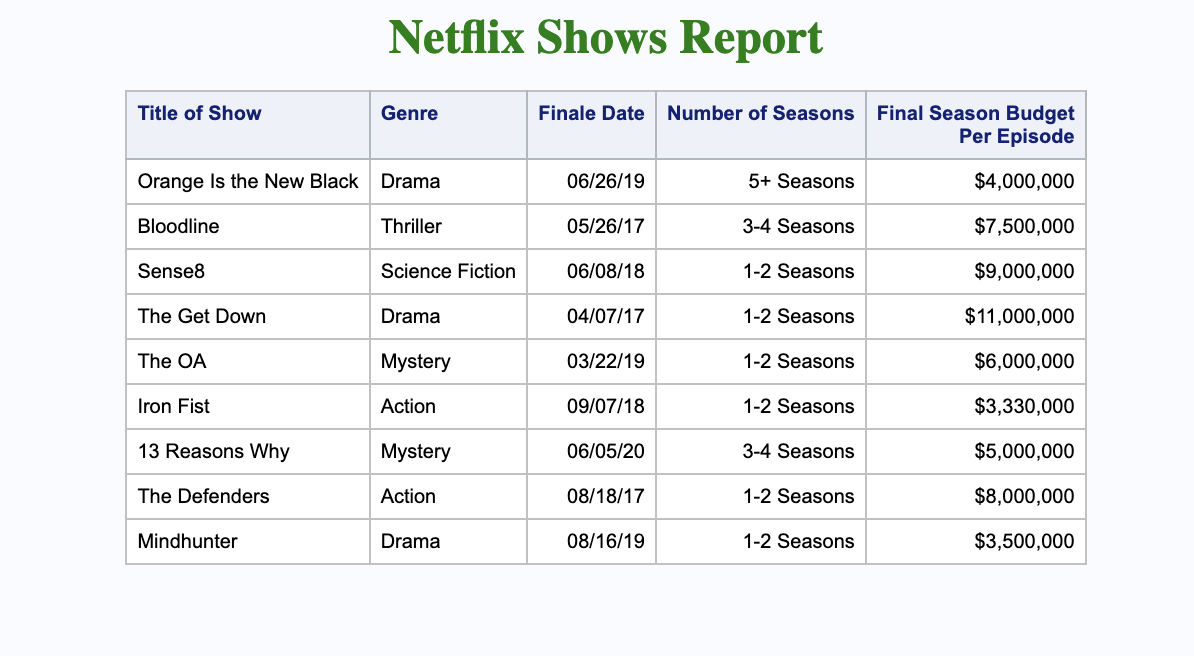 Netflix Shows Report
Title of Show Genre Finale Date Number of Seasons Final Season Budget
Per Episode
Orange Is the New Black Drama 06/26/19 5+ Seasons $4,000,000
Bloodline Thriller 05/26/17 3-4 Seasons $7,500,000
Sense8 Science Fiction 06/08/18 1-2 Seasons $9,000,000
The Get Down Drama 04/07/17 1-2 Seasons $11,000,000
The OA Mystery 03/22/19 1-2 Seasons $6,000,000
Iron Fist Action 09/07/18 1-2 Seasons $3,330,000
13 Reasons Why Mystery 06/05/20 3-4 Seasons $5,000,000
The Defenders Action 08/18/17 1-2 Seasons $8,000,000
Mindhunter Drama 08/16/19 1-2 Seasons $3,500,000